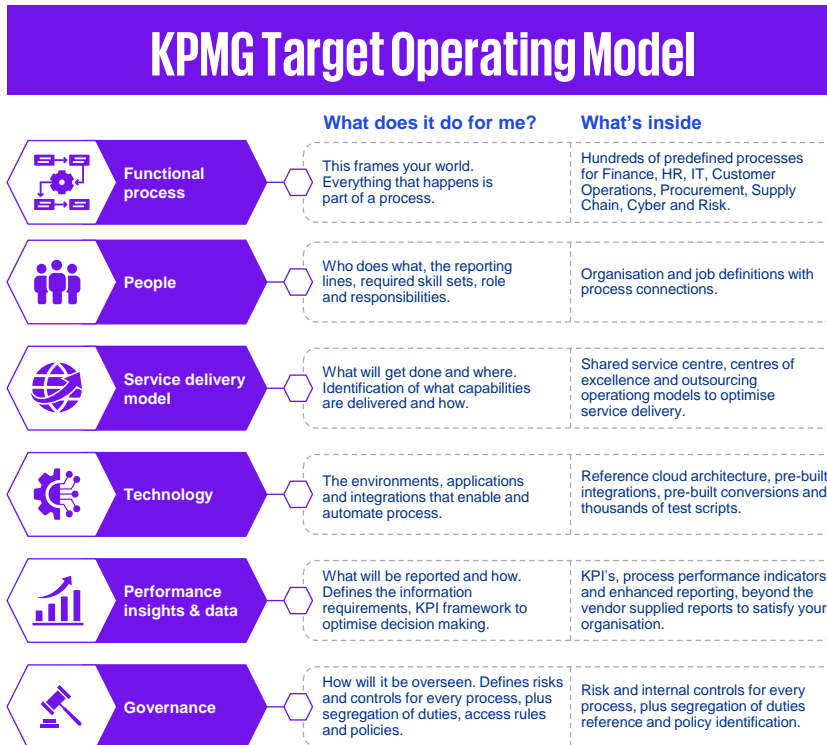 KPMG Target Operating Model
What does it do for me?
What's inside
Functional
process
This frames your world.
Everything that happens is
part of a process.
Hundreds of predefined processes
for Finance, HR, IT, Customer
Operations, Procurement, Supply
Chain, Cyber and Risk.
People
Who does what, the reporting
lines, required skill sets, role
and responsibilities.
Organisation and job definitions with
process connections.
Service delivery
model
What will get done and where.
Identification of what capabilities
are delivered and how.
Shared service centre, centres of
excellence and outsourcing
operationg models to optimise
service delivery.
Technology
The environments, applications
and integrations that enable and
automate process.
Reference cloud architecture, pre-built
integrations, pre-built conversions and
thousands of test scripts.
Performance
insights & data
What will be reported and how.
Defines the information
requirements, KPI framework to
optimise decision making.
KPI's, process performance indicators
and enhanced reporting, beyond the
vendor supplied reports to satisfy your
organisation.
Governance
How will it be overseen. Defines risks
and controls for every process, plus
segregation of duties, access rules
and policies.
Risk and internal controls for every
process, plus segregation of duties
reference and policy identification.